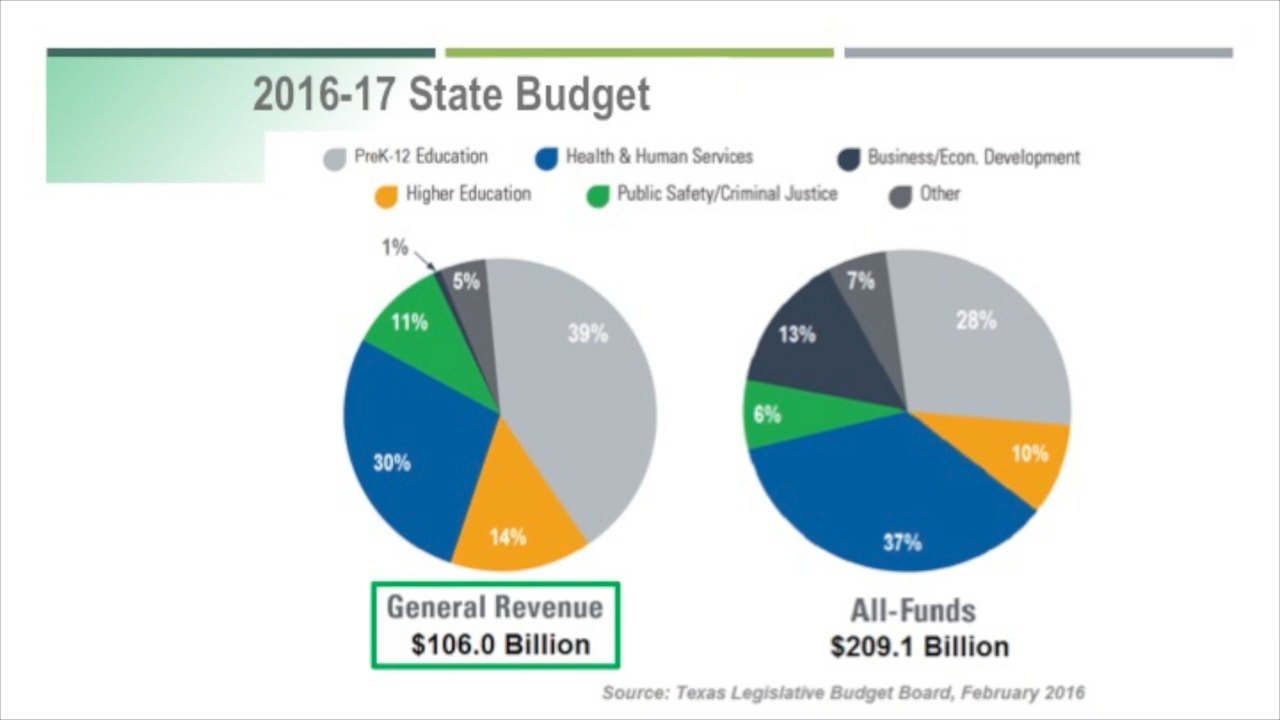 2016-17 State Budget
PreK-12 Education Health & Human Services Business/Econ. Development
Higher Education Public Safety/Criminal Justice Other
1%
5%
11%
39%
30%
14%
7%
28%
13%
6%
10%
37%
General Revenue
$106.0 Billion
All-Funds
$209.1 Billion
Source: Texas Legislative Budget Board, February 2016